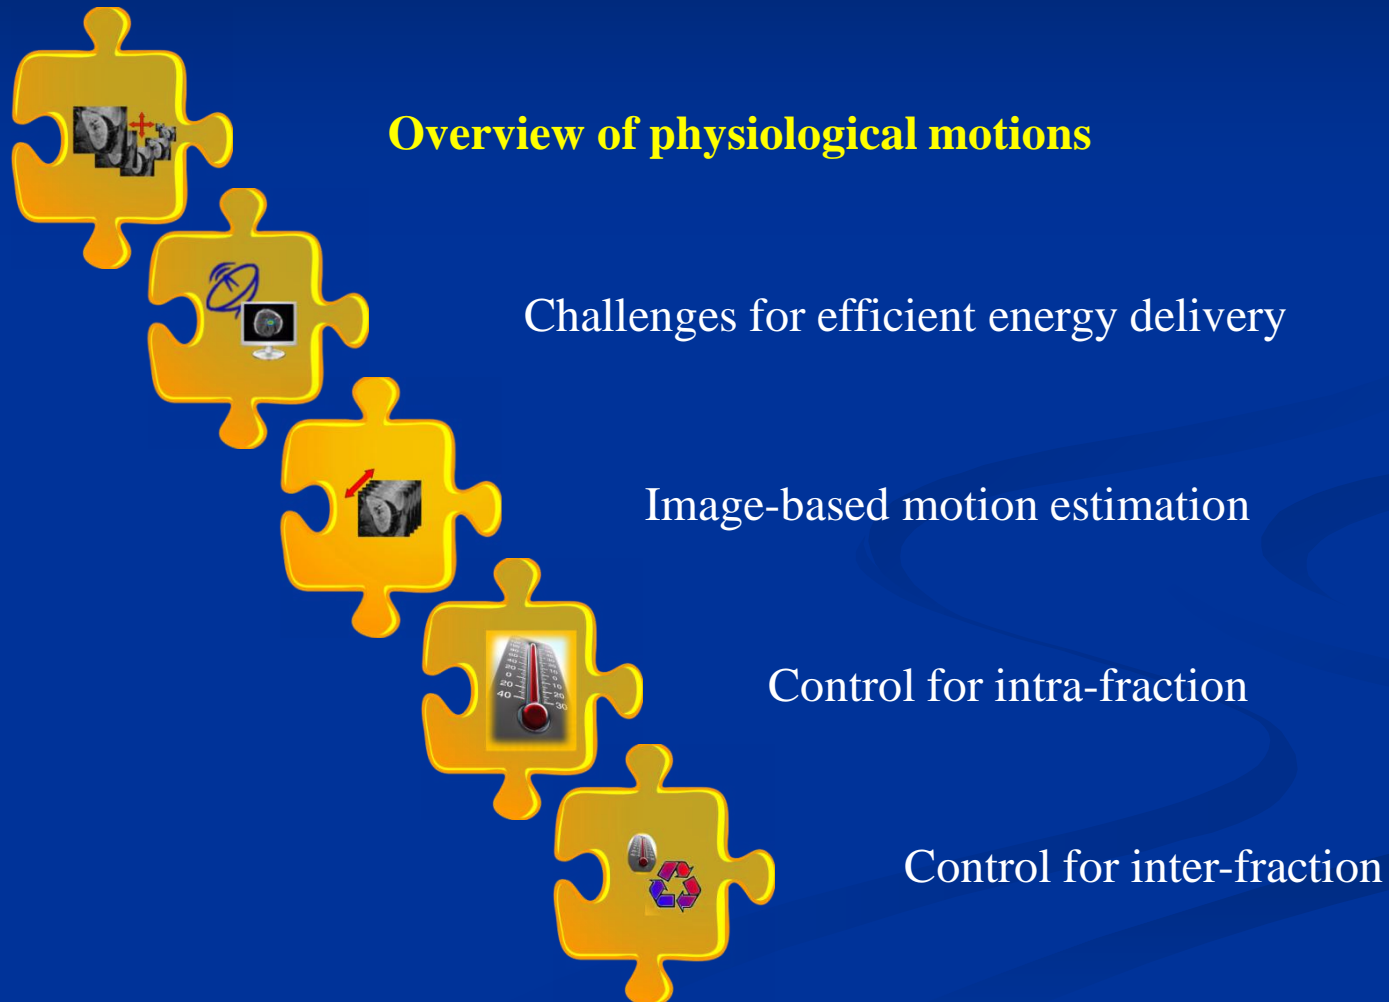 Overview of physiological motions
Challenges for efficient energy delivery
Image-based motion estimation
Control for intra-fraction
Control for inter-fraction